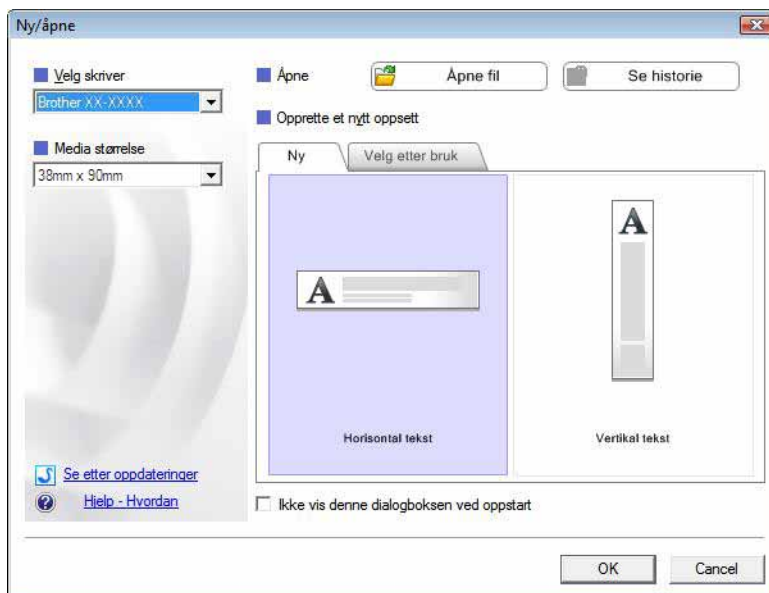 Ny/åpne
Velg skriver
Brother XX-XXXX
Media størrelse
38mm x 90mm
Se etter oppdateringer
Hjelp - Hvordan
Åpne
Åpne fil
Se historie
Opprette et nytt oppsett
Ny
Velg etter bruk
A
Horisontal tekst
A
Vertikal tekst
Ikke vis denne dialogboksen ved oppstart
OK
Cancel